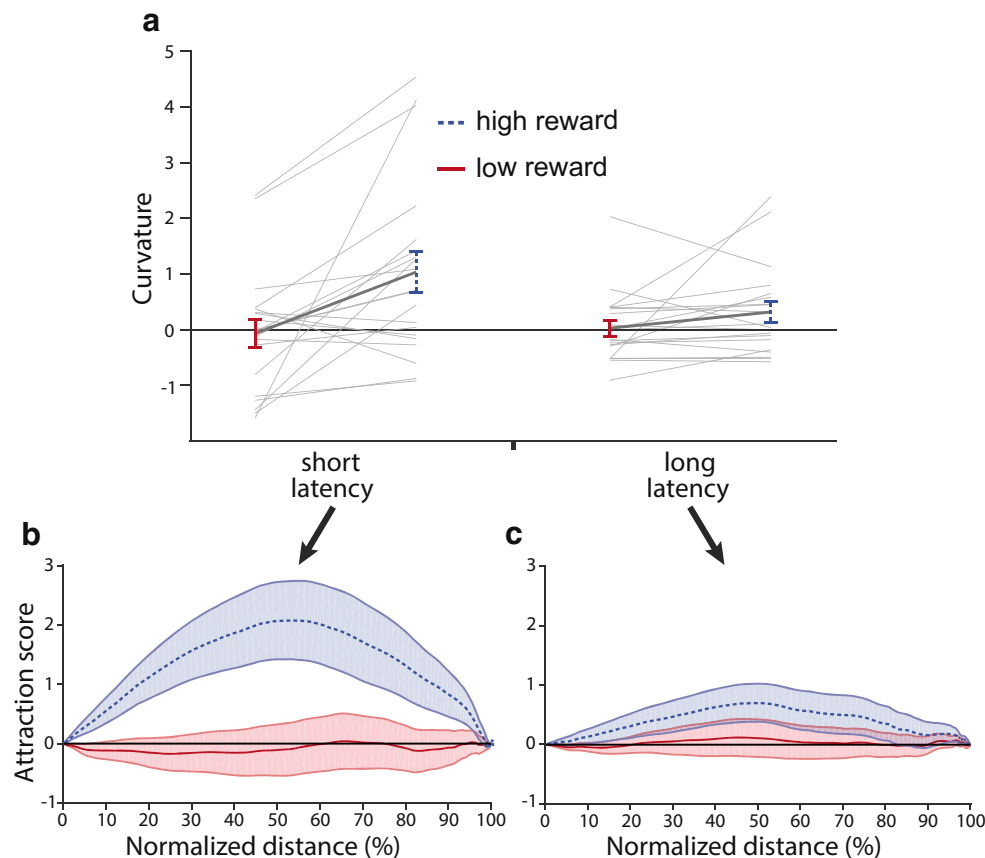 a
5
4
3
2
1
0
-1
Curvature
high reward
low reward
short
latency
long
latency
b
3
2
1
0
-1
Attraction score
0 10 20 30 40 50 60 70 80 90 100
Normalized distance (%)
c
3
2
1
0
-1
0 10 20 30 40 50 60 70 80 90 100
Normalized distance (%)